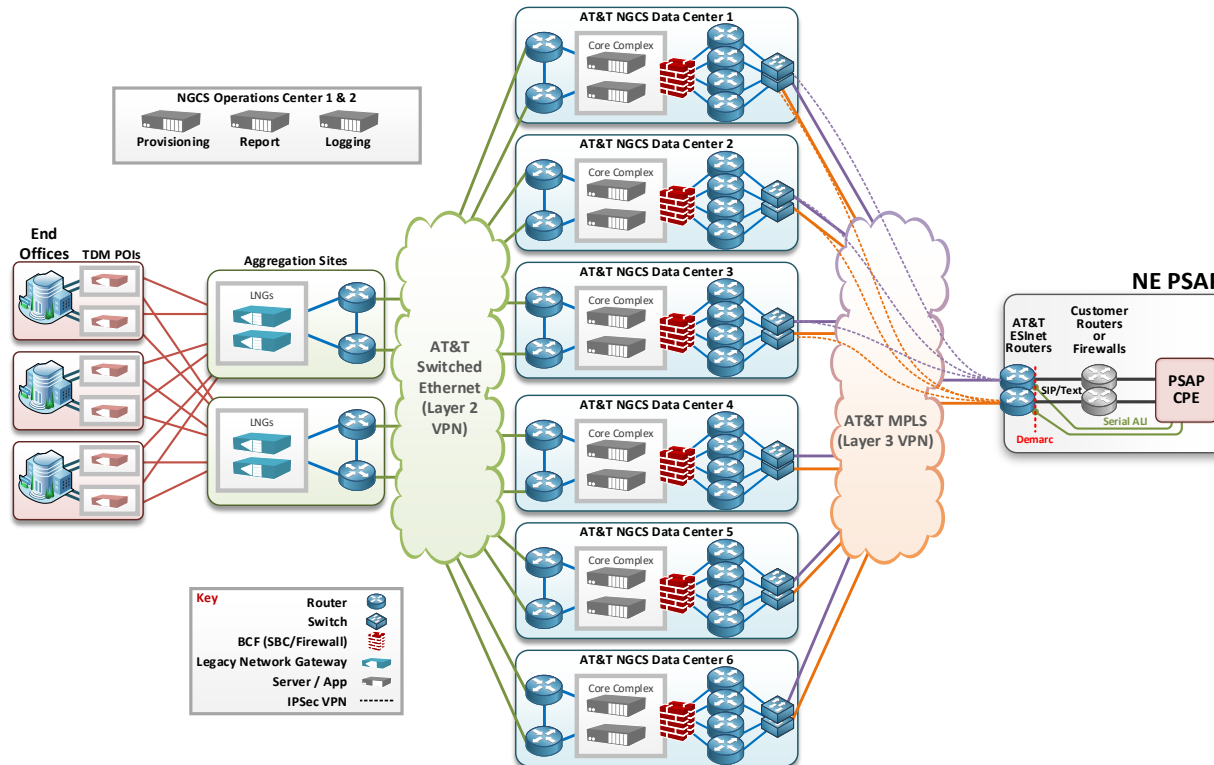 NGCS Operations Center 1 & 2
Provisioning
Report
Logging
End
Offices
TDM POIs
Aggregation Sites
LNGs
LNGs
AT&T
Switched
Ethernet
(Layer 2
VPN)
AT&T NGCS Data Center 1
Core Complex
AT&T NGCS Data Center 2
Core Complex
AT&T NGCS Data Center 3
Core Complex
AT&T NGCS Data Center 4
Core Complex
AT&T NGCS Data Center 5
Core Complex
AT&T NGCS Data Center 6
Core Complex
AT&T MPLS
(Layer 3 VPN)
NE PSAP
AT&T
ESInet
Routers
Customer
Routers
or
Firewalls
SIP/Text
Serial ALI
Demarc
PSAP
CPE
Key
Router
Switch
BCF (SBC/Firewall)
Legacy Network Gateway
Server / App
IPSec VPN